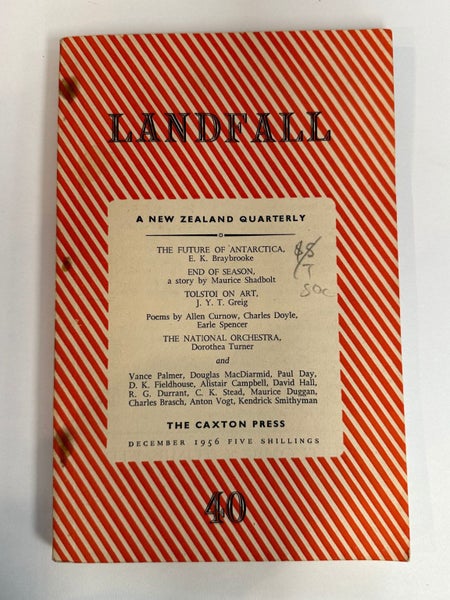 LANDFALL
A NEW ZEALAND QUARTERLY
THE FUTURE OF ANTARCTICA,
E. K. Braybrooke
END OF SEASON,
a story by Maurice Shadbolt
TOLSTOI ON ART,
J. Y. T. Greig
Poems by Allen Curnow, Charles Doyle,
Earle Spencer
THE NATIONAL ORCHESTRA,
Dorothea Turner
and
Vance Palmer, Douglas MacDiarmid, Paul Day,
D. K. Fieldhouse, Alistair Campbell, David Hall,
R. G. Durrant, C. K. Stead, Maurice Duggan,
Charles Brasch, Anton Vogt, Kendrick Smithyman
THE CAXTON PRESS
DECEMBER 1956 FIVE SHILLINGS
40